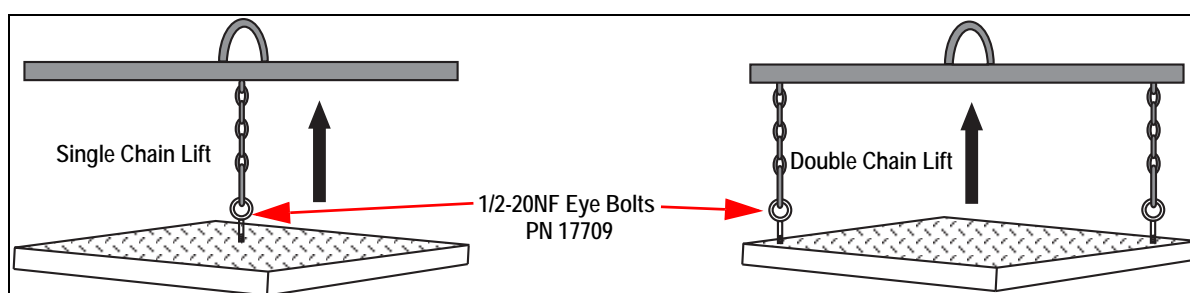 Single Chain Lift
1/2-20NF Eye Bolts
PN 17709
Double Chain Lift